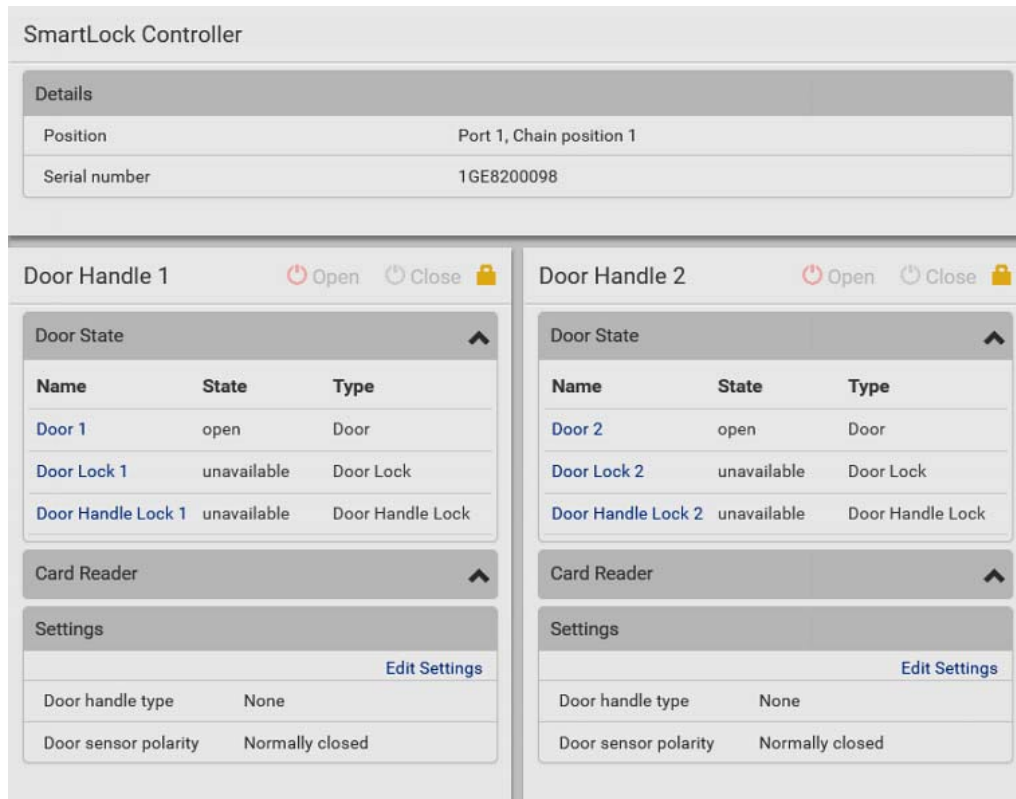 SmartLock Controller
Details
Position Port 1, Chain position 1
Serial number 1GE8200098
Door Handle 1 Open Close
Door State
Name State Type
Door 1 open Door
Door Lock 1 unavailable Door Lock
Door Handle Lock 1 unavailable Door Handle Lock
Card Reader
Settings
Edit Settings
Door handle type None
Door sensor polarity Normally closed
Door Handle 2 Open Close
Door State
Name State Type
Door 2 open Door
Door Lock 2 unavailable Door Lock
Door Handle Lock 2 unavailable Door Handle Lock
Card Reader
Settings
Edit Settings
Door handle type None
Door sensor polarity Normally closed